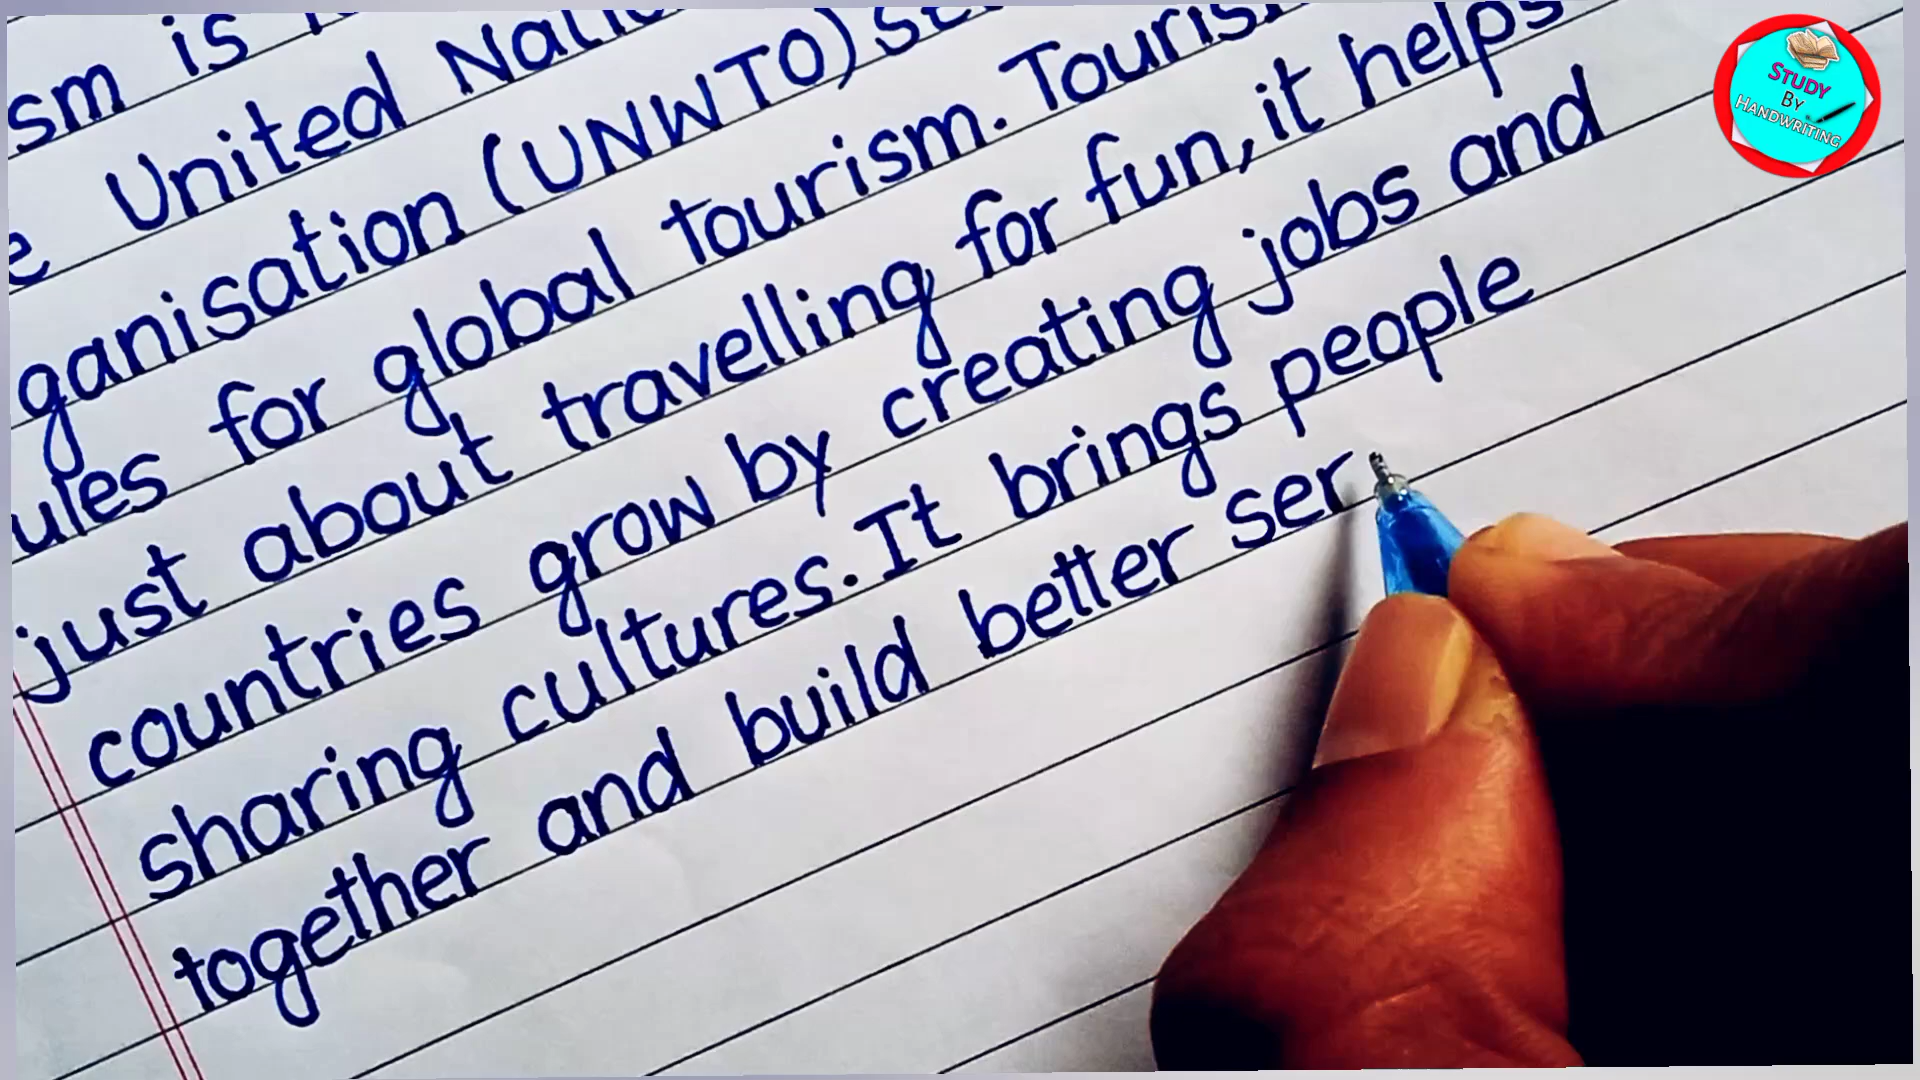 sm is
United Nati
ganisation (UNWTO) se
ules for global tourism. Touris
just about travelling for fun, it helps
countries grow by creating jobs and
sharing cultures. It brings people
together and build better ser
STUDY
BY
HANDWRITING